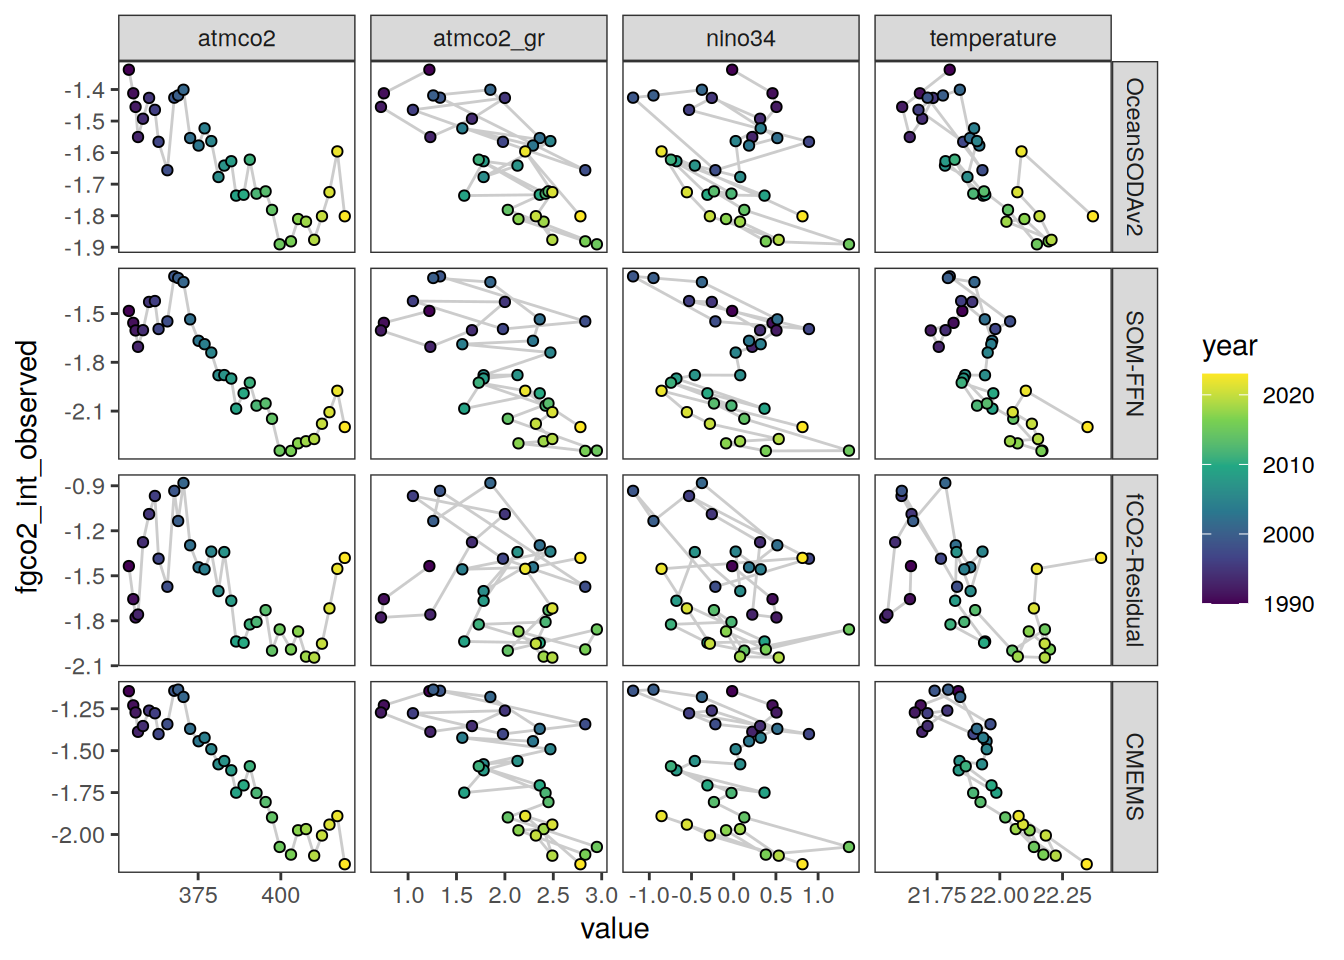 atmco2 atmco2_gr nino34 temperature
-1.4
-1.5
-1.6
-1.7
-1.8
-1.9
OceanSODAv2
-1.5
-1.8
-2.1
SOM-FFN
-0.9
-1.2
-1.5
-1.8
-2.1
fCO2-Residual
-1.25
-1.50
-1.75
-2.00
CMEMS
375 400 1.0 1.5 2.0 2.5 3.0 -1.0 -0.5 0.0 0.5 1.0 21.75 22.00 22.25
value
fgco2_int_observed
year
2020
2010
2000
1990